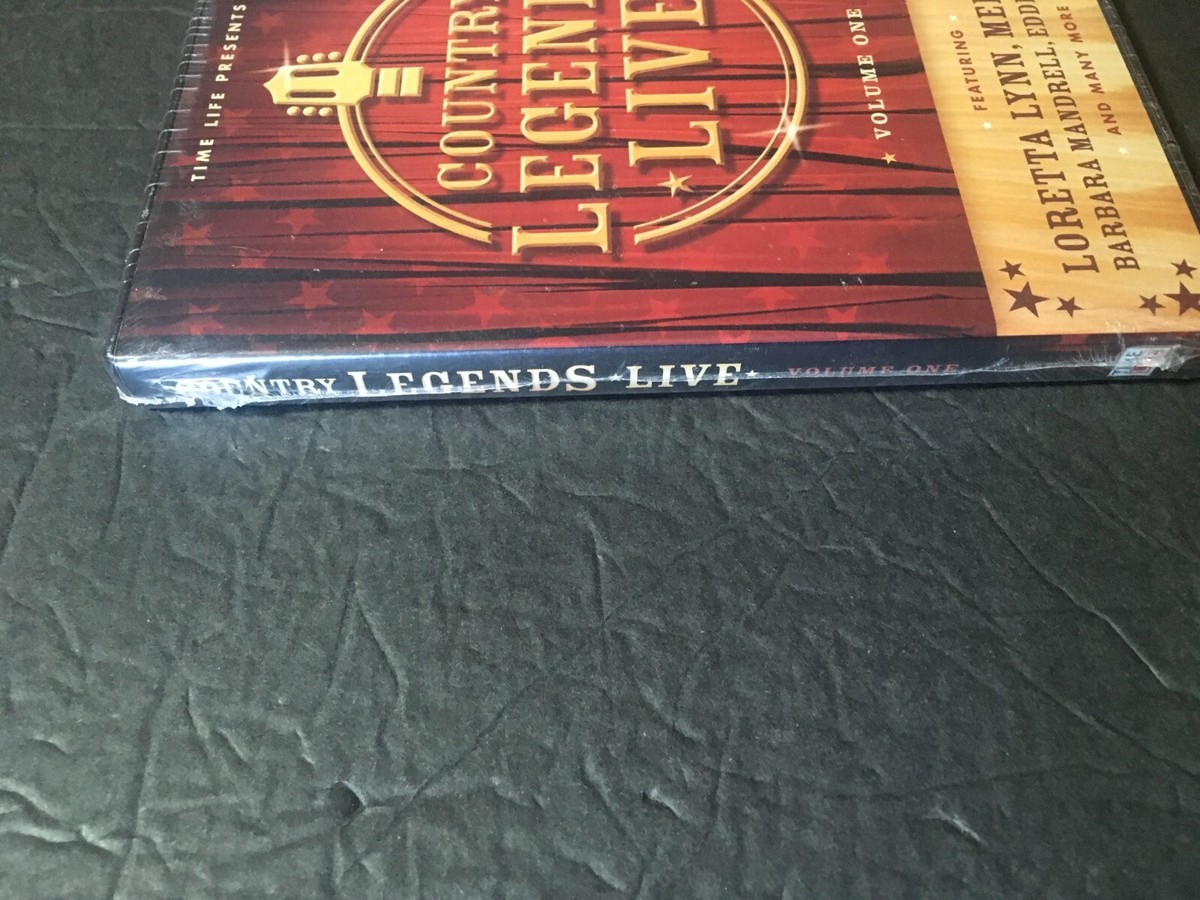 TIME LIFE PRESENTS
COUNTRY
LEGEN
LIVE
VOLUME ONE
FEATURING
LORETTA LYNN,
BARBARA MANDRELL,
AND MANY MORE
COUNTRY LEGENDS LIVE VOLUME ONE